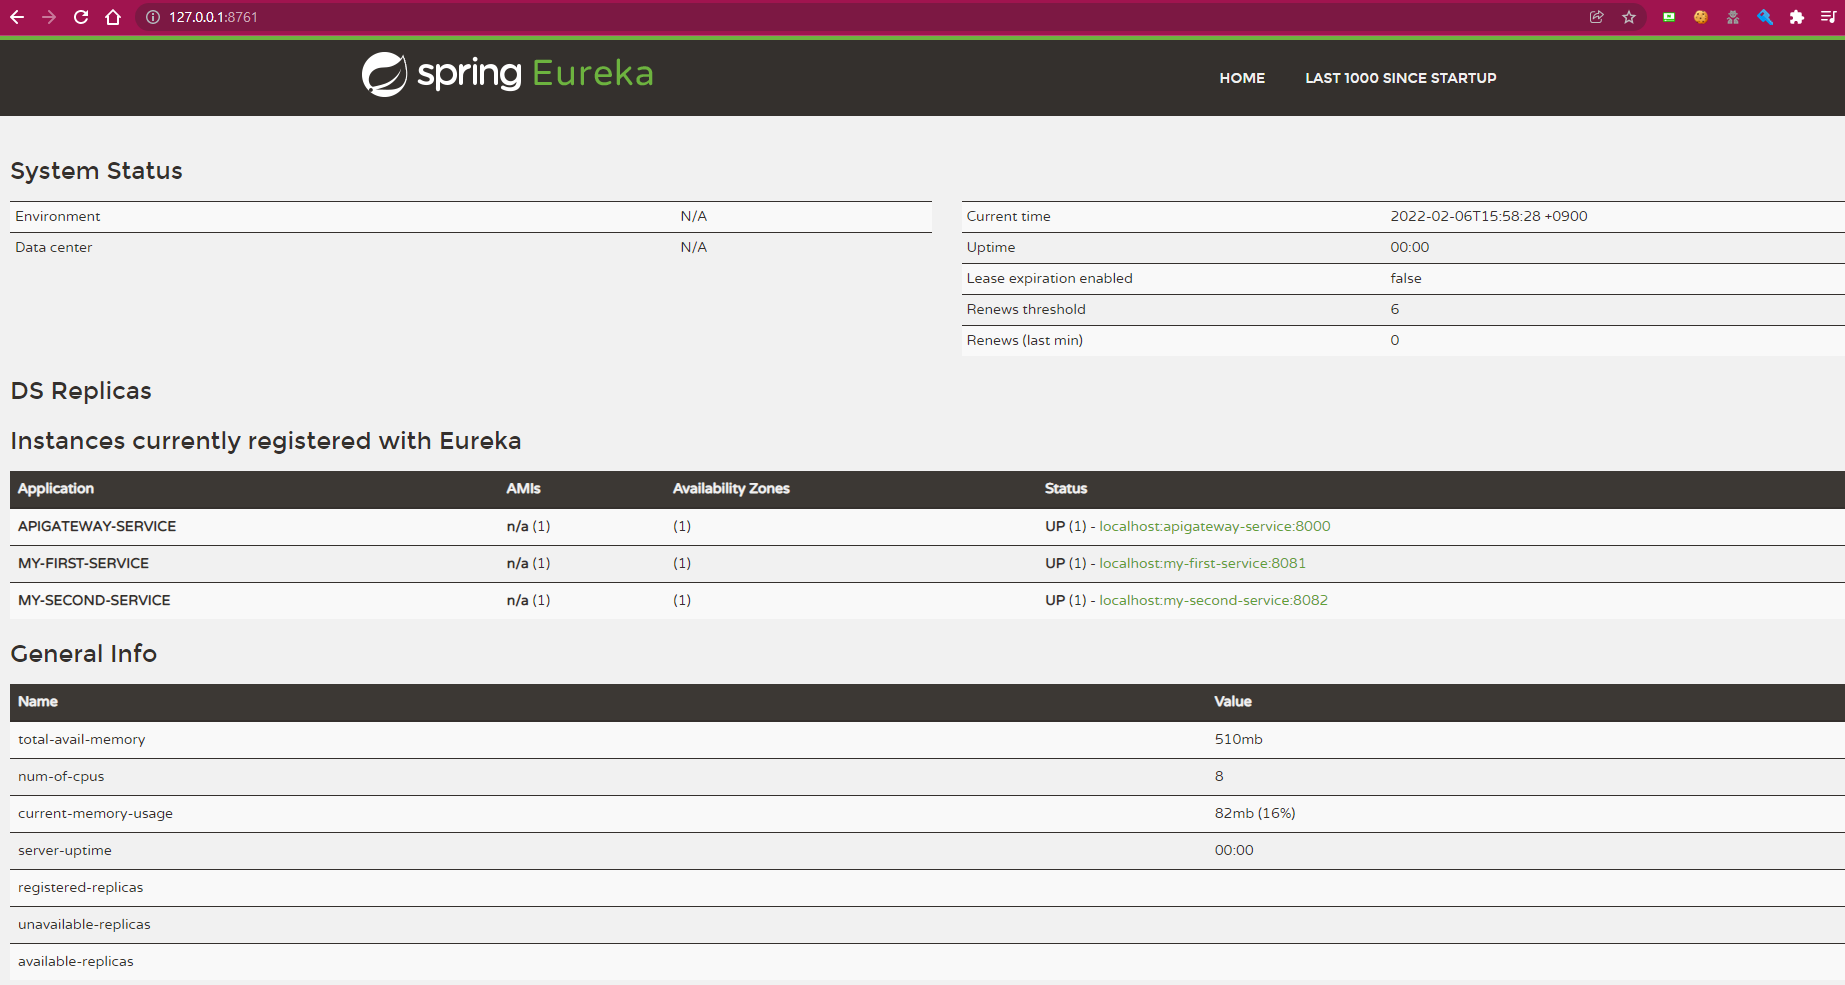 127.0.0.1:8761
spring Eureka
HOME LAST 1000 SINCE STARTUP
System Status
Environment N/A
Data center N/A
Current time 2022-02-06T15:58:28 +0900
Uptime 00:00
Lease expiration enabled false
Renews threshold 6
Renews (last min) 0
DS Replicas
Instances currently registered with Eureka
Application AMIs Availability Zones Status
APIGATEWAY-SERVICE n/a (1) (1) UP (1) - localhost:apigateway-service:8000
MY-FIRST-SERVICE n/a (1) (1) UP (1) - localhost:my-first-service:8081
MY-SECOND-SERVICE n/a (1) (1) UP (1) - localhost:my-second-service:8082
General Info
Name Value
total-avail-memory 510mb
num-of-cpus 8
current-memory-usage 82mb (16%)
server-uptime 00:00
registered-replicas
unavailable-replicas
available-replicas